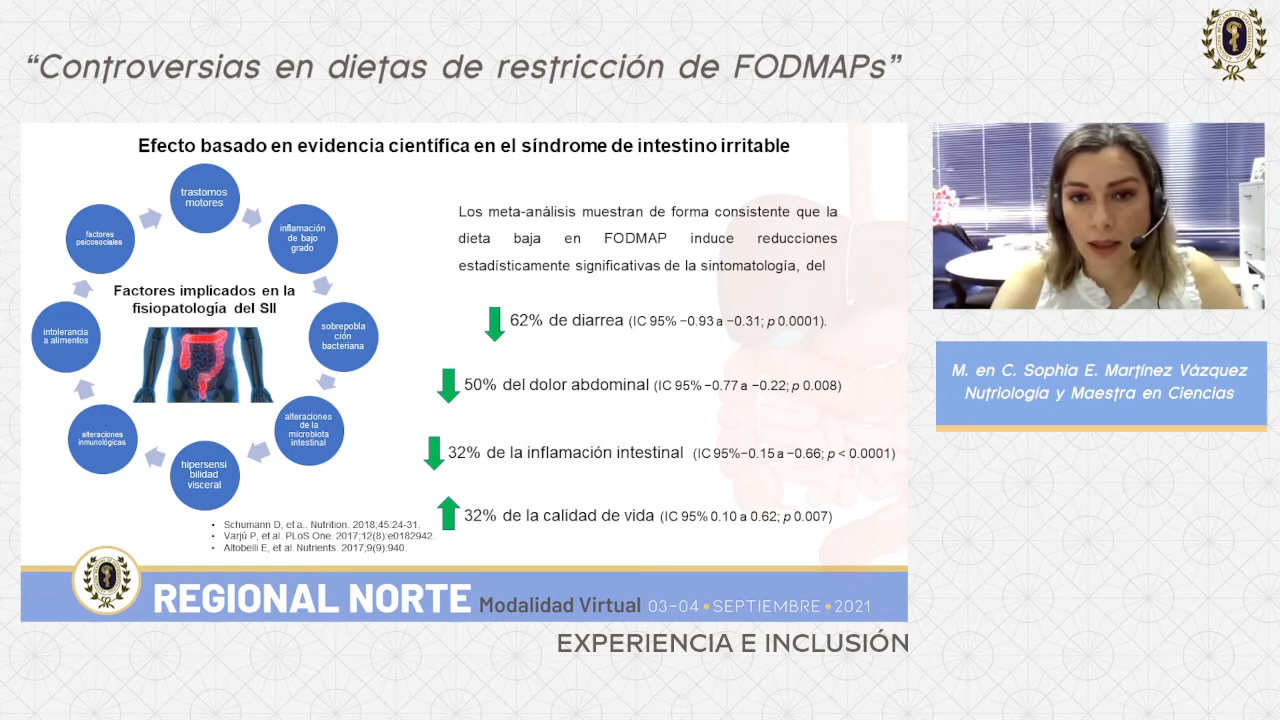 “Controversias en dietas de restricción de FODMAPs”
Efecto basado en evidencia científica en el síndrome de intestino irritable
trastornos
motores
inflamación
de bajo
grado
sobrepobla
ción
bacteriana
alteraciones
de la
microbiota
intestinal
hipersensi
bilidad
visceral
alteraciones
inmunológicas
intolerancia
a alimentos
factores
psicosociales
Factores implicados en la
fisiopatología del SII
Los meta-análisis muestran de forma consistente que la
dieta baja en FODMAP induce reducciones
estadísticamente significativas de la sintomatología, del
62% de diarrea (IC 95% −0.93 a −0.31; p 0.0001).
50% del dolor abdominal (IC 95% −0.77 a −0.22; p 0.008)
32% de la inflamación intestinal (IC 95%−0.15 a −0.66; p < 0.0001)
32% de la calidad de vida (IC 95% 0.10 a 0.62; p 0.007)
• Schumann D, et a.. Nutrition. 2018;45:24-31.
• Varjú P, et al. PLoS One. 2017;12(8):e0182942.
• Altobelli E, et al. Nutrients. 2017;9(9):940.
REGIONAL NORTE Modalidad Virtual 03-04 • SEPTIEMBRE • 2021
EXPERIENCIA E INCLUSIÓN
M. en C. Sophia E. Martínez Vázquez
Nutriología y Maestra en Ciencias